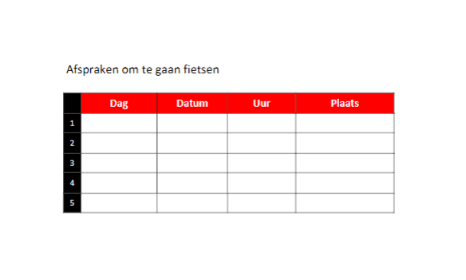 Afspraken om te gaan fietsen
Dag Datum Uur Plaats
1
2
3
4
5